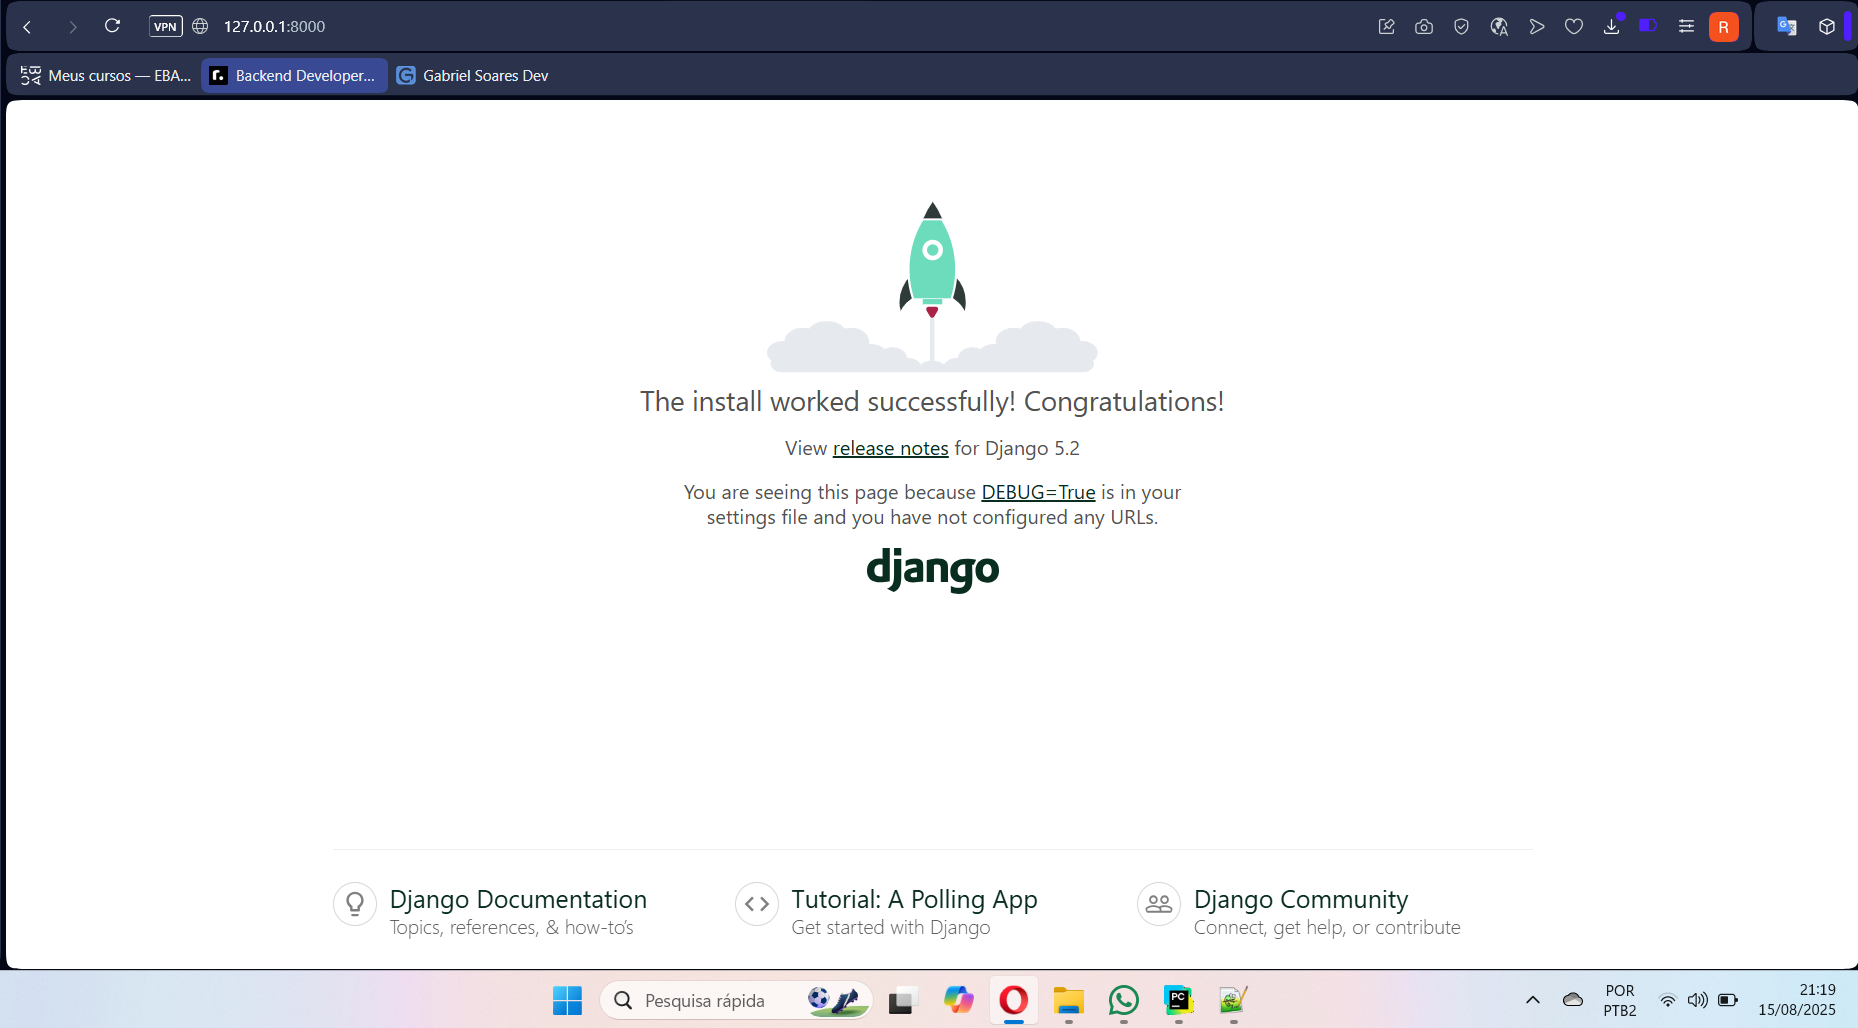 VPN
127.0.0.1:8000
R
Meus cursos — EBA...
Backend Developer...
Gabriel Soares Dev
The install worked successfully! Congratulations!
View release notes for Django 5.2
You are seeing this page because DEBUG=True is in your
settings file and you have not configured any URLs.
django
Django Documentation
Topics, references, & how-to’s
Tutorial: A Polling App
Get started with Django
Django Community
Connect, get help, or contribute
Pesquisa rápida
PC
POR
PTB2
21:19
15/08/2025